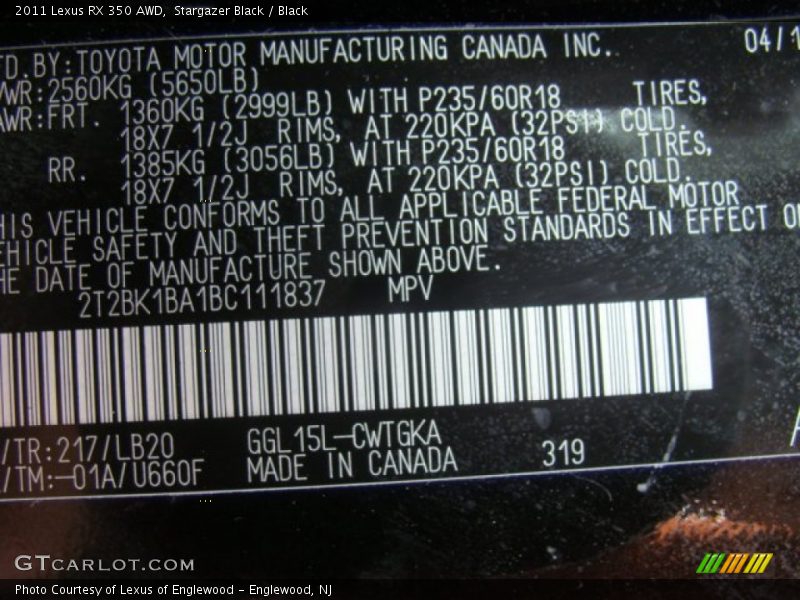 2011 Lexus RX 350 AWD, Stargazer Black / Black
TD.BY:TOYOTA MOTOR MANUFACTURING CANADA INC. 04/1
WR:2560KG (5650LB)
AWR:FRT. 1360KG (2999LB) WITH P235/60R18 TIRES,
18X7 1/2J RIMS, AT 220KPA (32PSI) COLD.
RR. 1385KG (3056LB) WITH P235/60R18 TIRES,
18X7 1/2J RIMS, AT 220KPA (32PSI) COLD.
HIS VEHICLE CONFORMS TO ALL APPLICABLE FEDERAL MOTOR
EHICLE SAFETY AND THEFT PREVENTION STANDARDS IN EFFECT ON
HE DATE OF MANUFACTURE SHOWN ABOVE.
2T2BK1BA1BC111837 MPV
/TR:217/LB20 GGL15L-CWTGKA
/TM:-01A/U660F MADE IN CANADA 319
GTCARLOT.COM
Photo Courtesy of Lexus of Englewood - Englewood, NJ